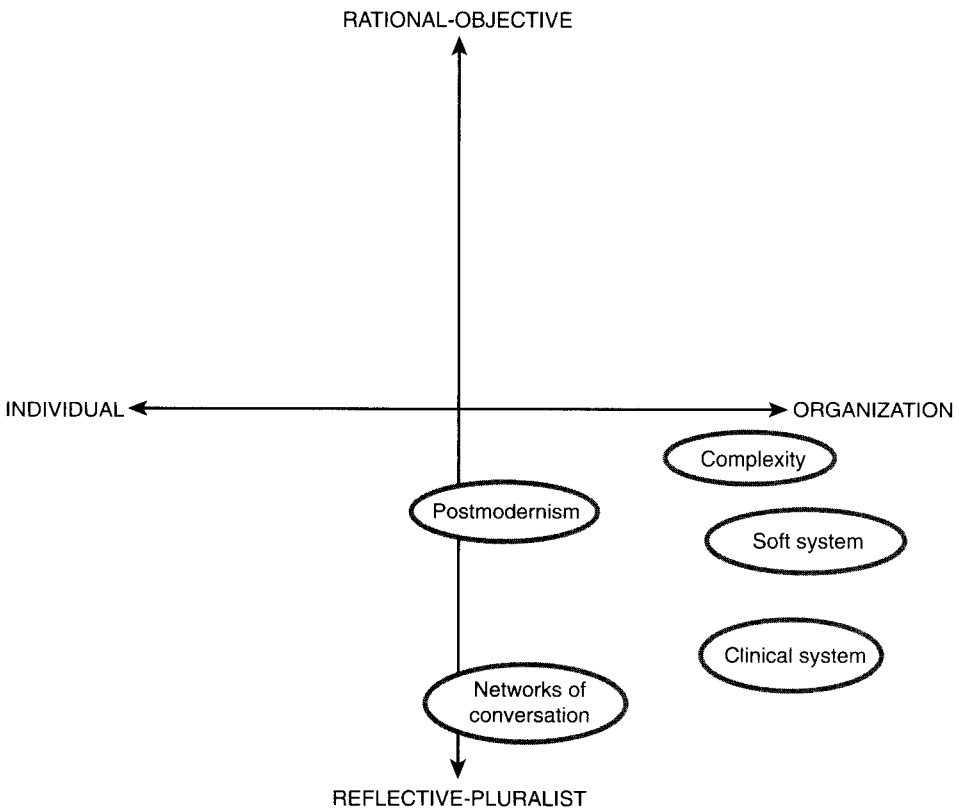 RATIONAL-OBJECTIVE
INDIVIDUAL
ORGANIZATION
Complexity
Postmodernism
Soft system
Clinical system
Networks of
conversation
REFLECTIVE-PLURALIST